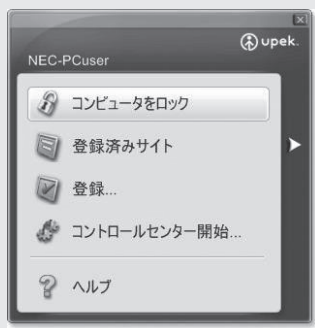 upek.
NEC-PCuser
コンピュータをロック
登録済みサイト
登録...
コントロールセンター開始...
ヘルプ